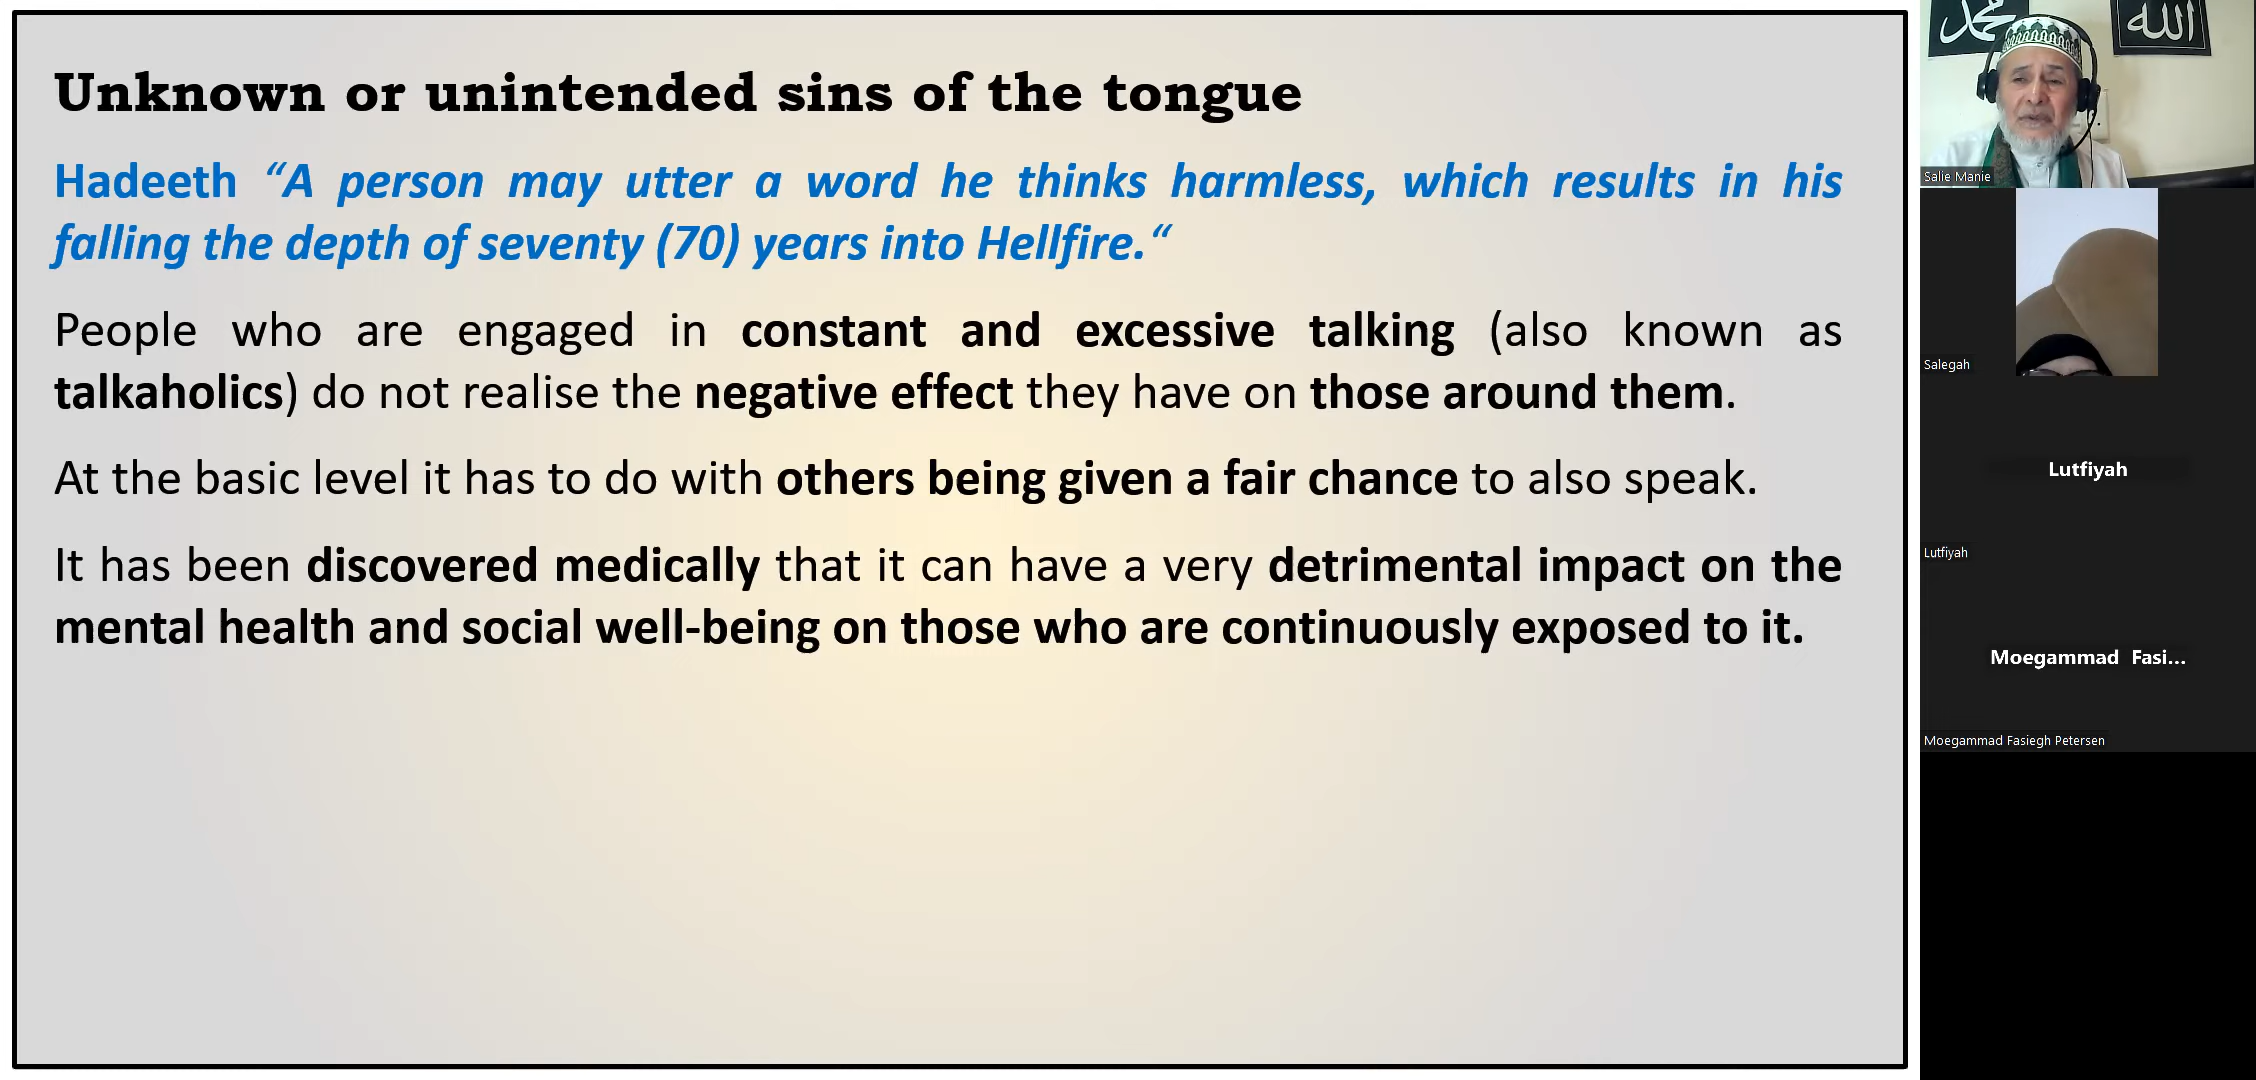 Unknown or unintended sins of the tongue
Hadeeth “A person may utter a word he thinks harmless, which results in his
falling the depth of seventy (70) years into Hellfire.“
People who are engaged in constant and excessive talking (also known as
talkaholics) do not realise the negative effect they have on those around them.
At the basic level it has to do with others being given a fair chance to also speak.
It has been discovered medically that it can have a very detrimental impact on the
mental health and social well-being on those who are continuously exposed to it.
محمد
الله
Salie Manie
Salegah
Lutfiyah
Lutfiyah
Moegammad Fasi...
Moegammad Fasiegh Petersen